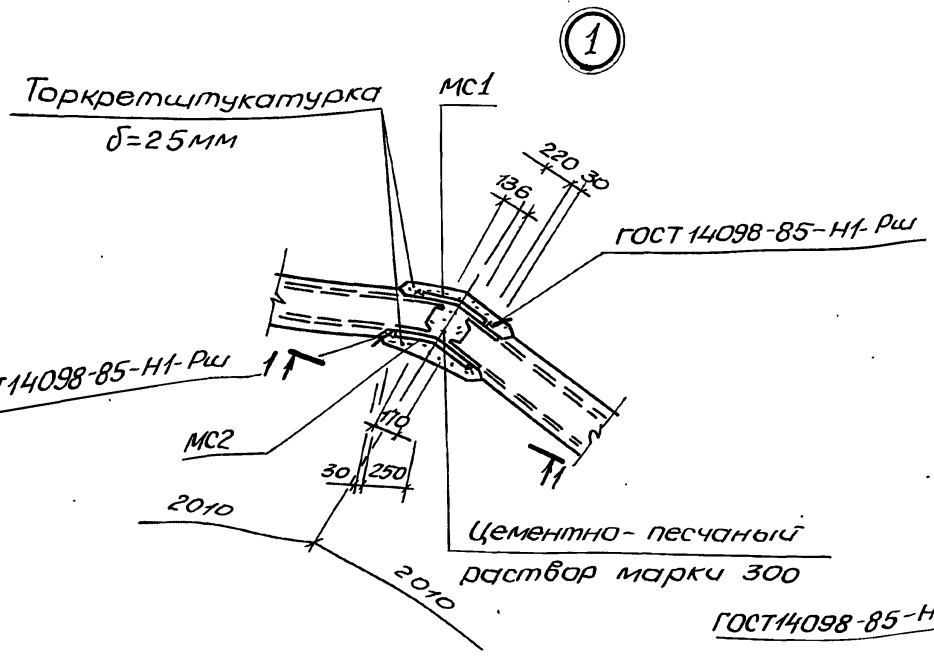 1
Торкретштукатурка
δ=25мм
МС1
220 30
136
ГОСТ 14098-85-Н1-Рш
1
Т 14098-85-Н1-Рш
МС2
170
30 250
1
2010
2010
Цементно-песчаный
раствор марки 300
ГОСТ14098-85-Н